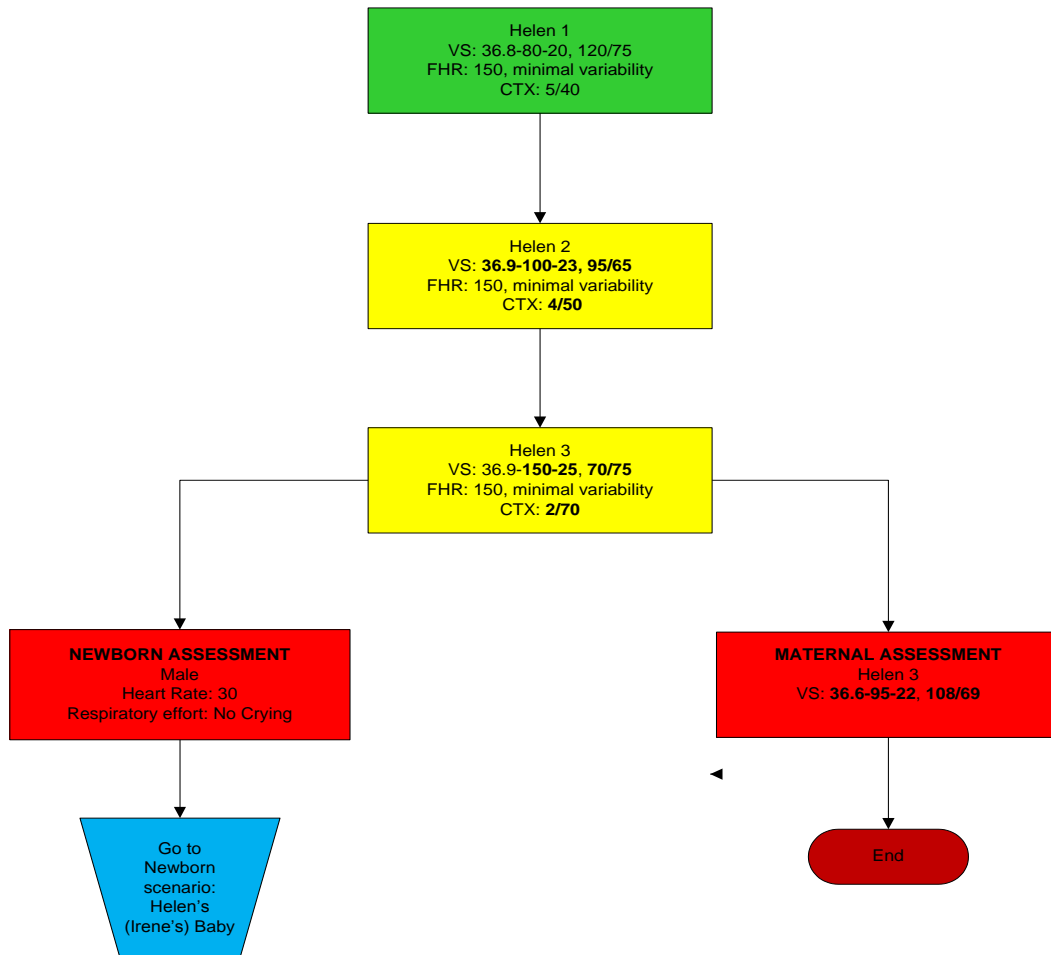 Helen 1
VS: 36.8-80-20, 120/75
FHR: 150, minimal variability
CTX: 5/40
Helen 2
VS: 36.9-100-23, 95/65
FHR: 150, minimal variability
CTX: 4/50
Helen 3
VS: 36.9-150-25, 70/75
FHR: 150, minimal variability
CTX: 2/70
NEWBORN ASSESSMENT
Male
Heart Rate: 30
Respiratory effort: No Crying
MATERNAL ASSESSMENT
Helen 3
VS: 36.6-95-22, 108/69
Go to
Newborn
scenario:
Helen's
(Irene's) Baby
End